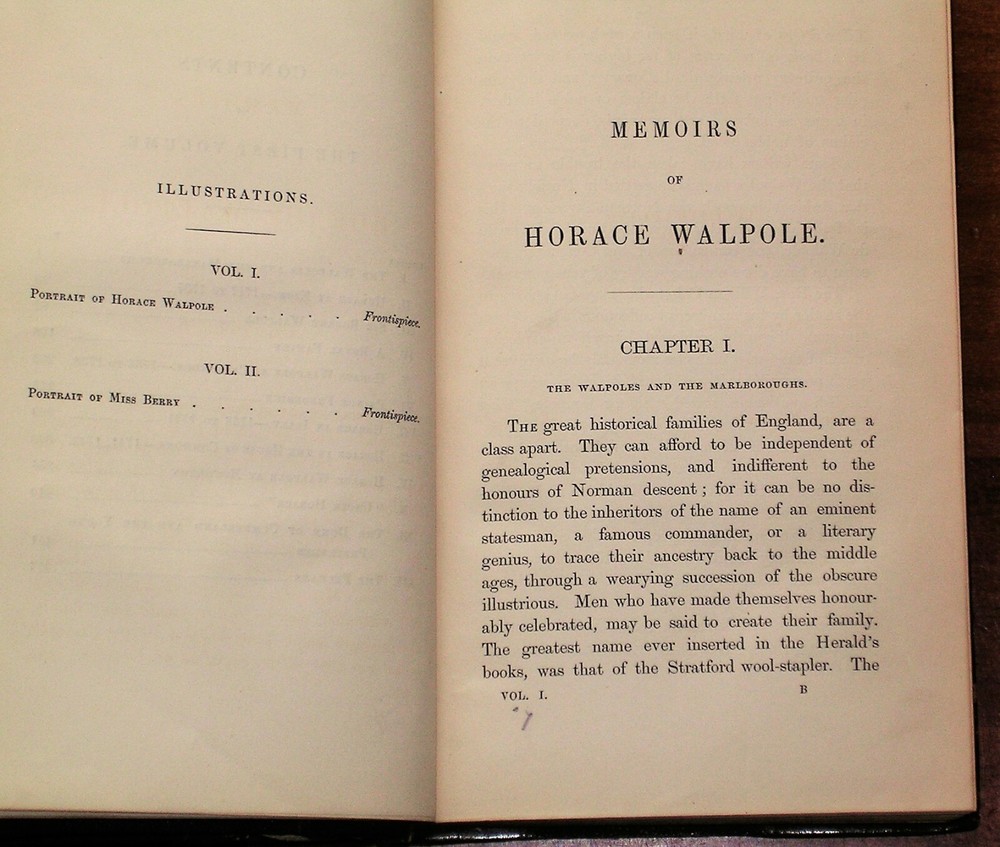 ILLUSTRATIONS.
VOL. I.
Portrait of Horace Walpole . . . . . Frontispiece.
VOL. II.
Portrait of Miss Berry . . . . . . Frontispiece.
MEMOIRS
OF
HORACE WALPOLE.
CHAPTER I.
THE WALPOLES AND THE MARLBOROUGHS.
The great historical families of England, are a
class apart. They can afford to be independent of
genealogical pretensions, and indifferent to the
honours of Norman descent; for it can be no dis-
tinction to the inheritors of the name of an eminent
statesman, a famous commander, or a literary
genius, to trace their ancestry back to the middle
ages, through a wearying succession of the obscure
illustrious. Men who have made themselves honour-
ably celebrated, may be said to create their family.
The greatest name ever inserted in the Herald's
books, was that of the Stratford wool-stapler. The
VOL. I. B